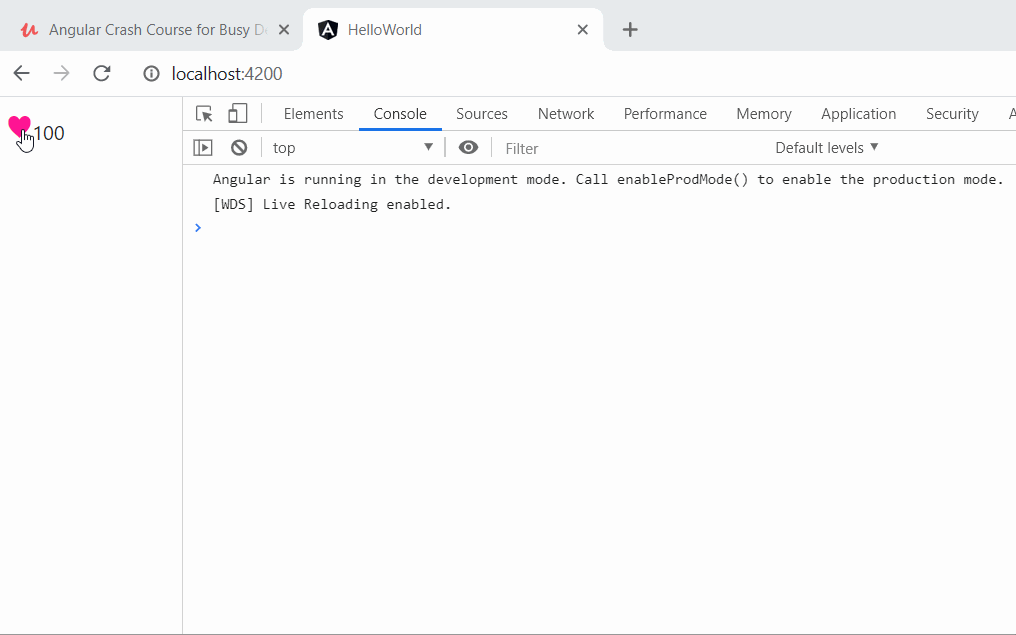 Angular Crash Course for Busy D
HelloWorld
localhost:4200
100
Elements Console Sources Network Performance Memory Application Security A
top Filter Default levels
Angular is running in the development mode. Call enableProdMode() to enable the production mode.
[WDS] Live Reloading enabled.